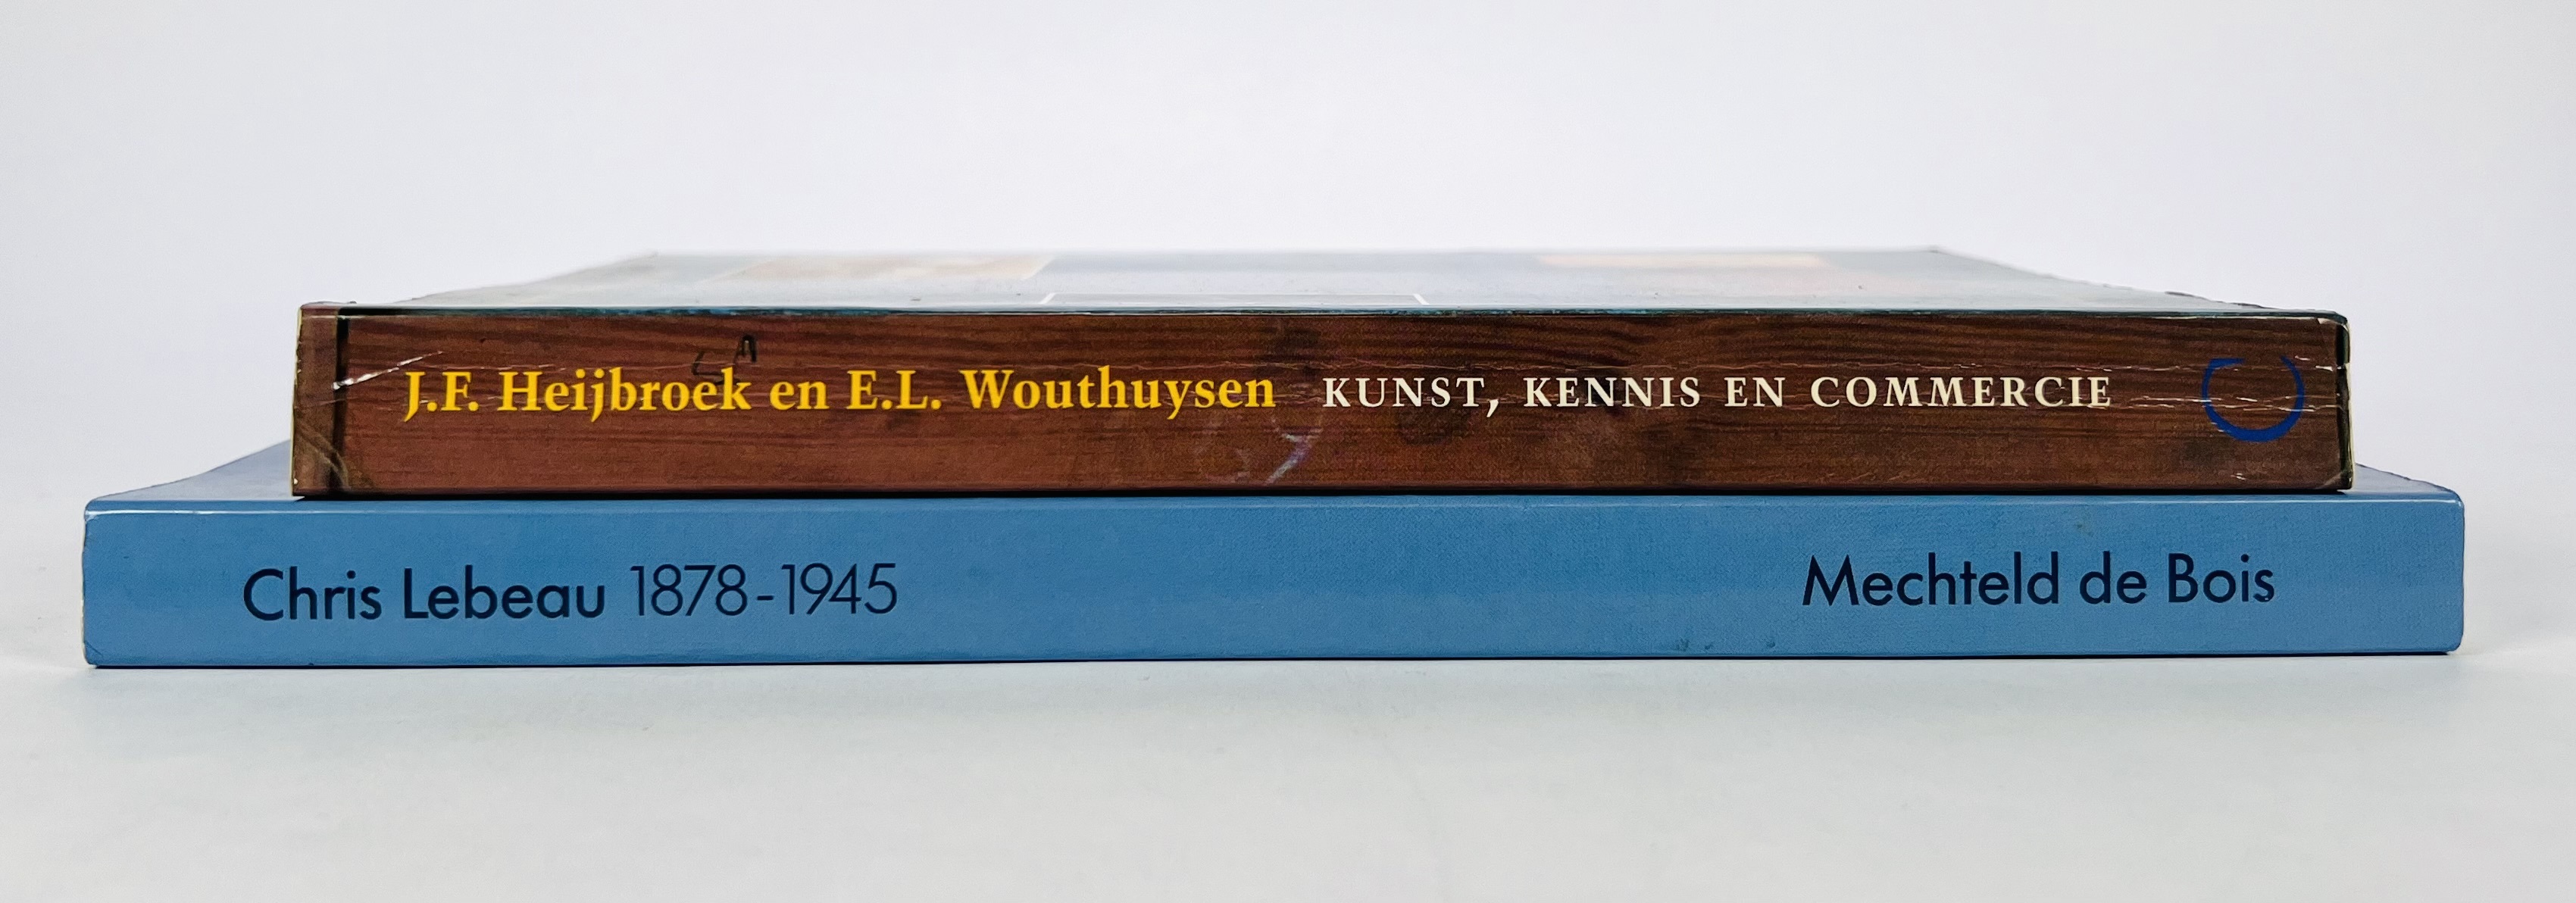 J.F. Heijbroek en E.L. Wouthuysen KUNST, KENNIS EN COMMERCIE
Chris Lebeau 1878-1945 Mechteld de Bois